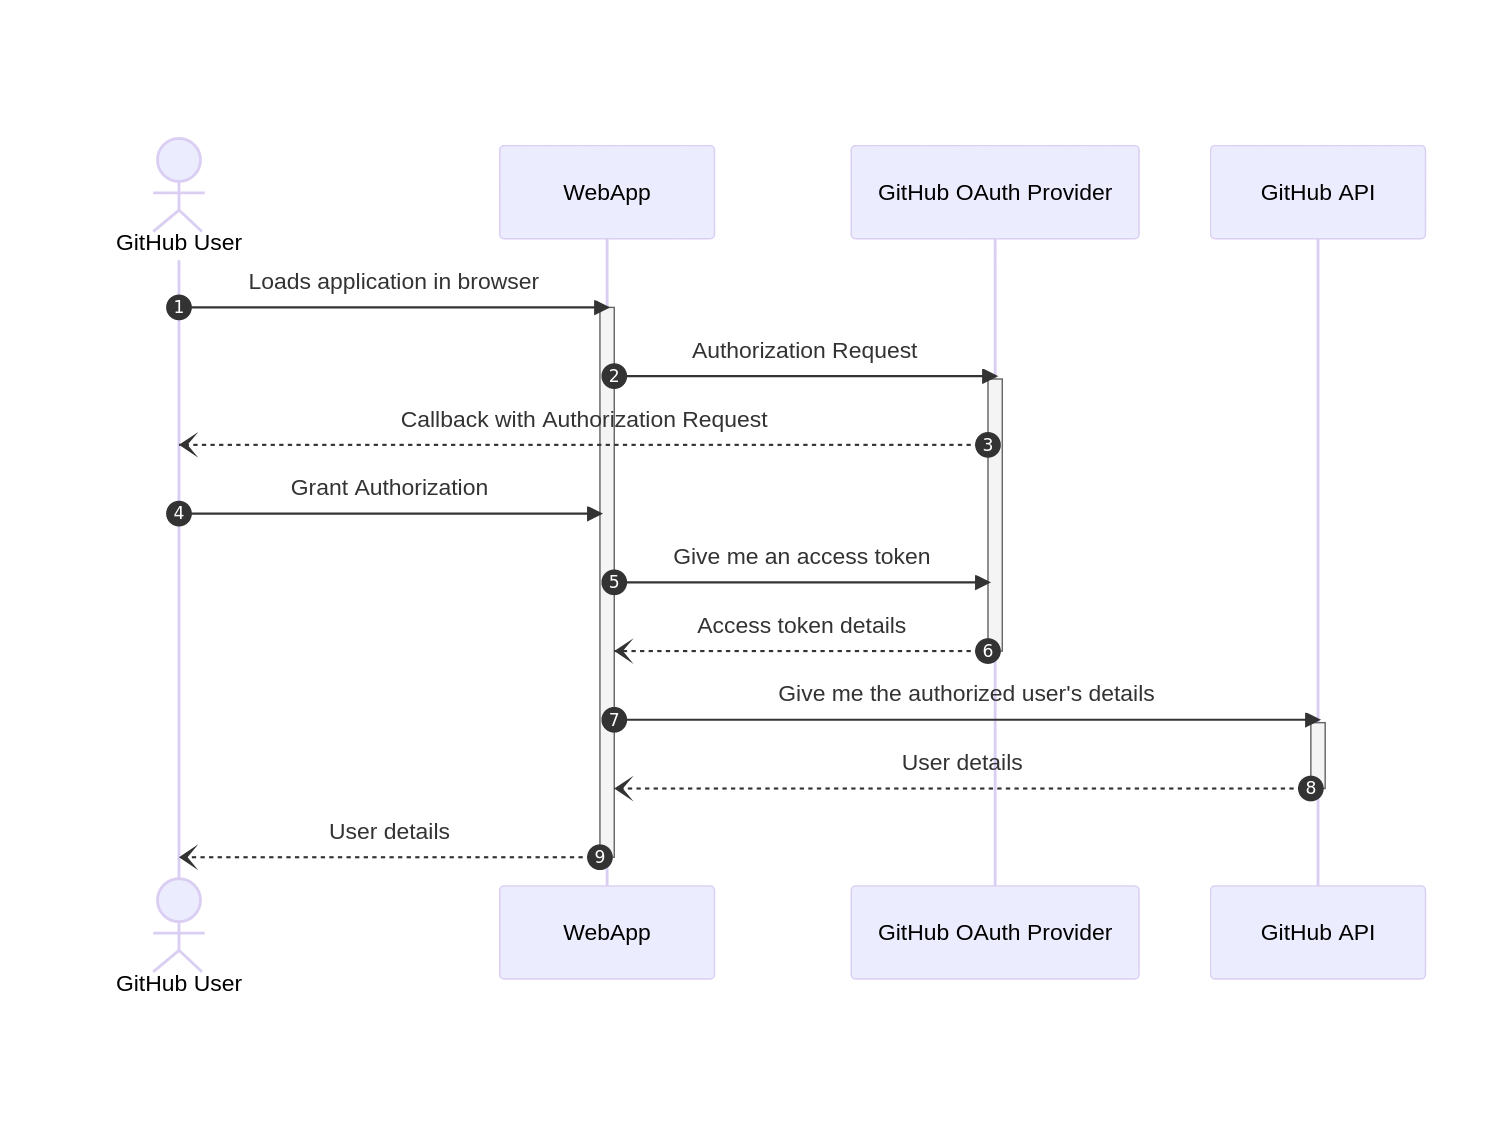 GitHub User
WebApp
GitHub OAuth Provider
GitHub API
Loads application in browser
1
Authorization Request
2
Callback with Authorization Request
3
Grant Authorization
4
Give me an access token
5
Access token details
6
Give me the authorized user's details
7
User details
8
User details
9
WebApp
GitHub OAuth Provider
GitHub API
GitHub User